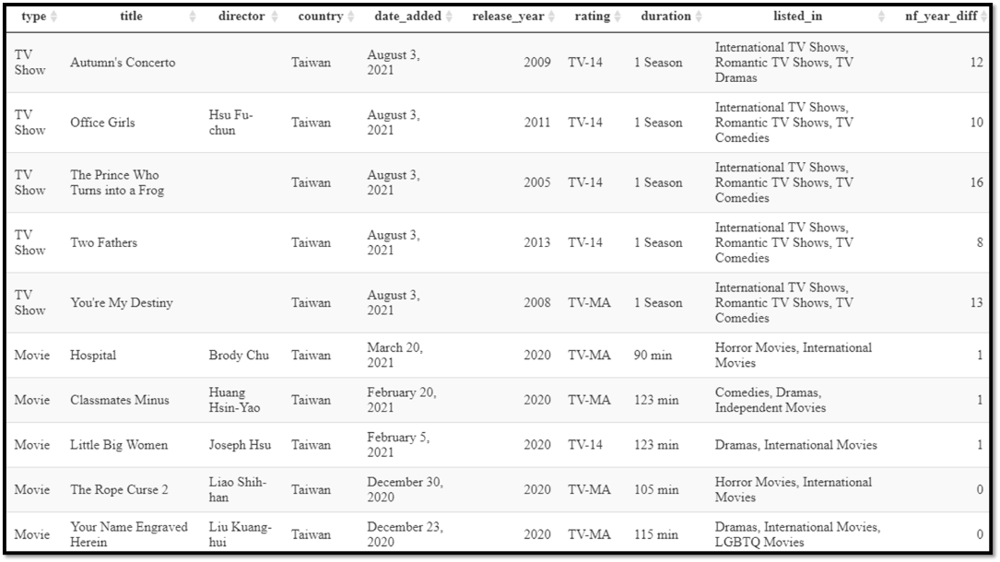 type title director country date_added release_year rating duration listed_in nf_year_diff
TV Show Autumn's Concerto Taiwan August 3, 2021 2009 TV-14 1 Season International TV Shows, Romantic TV Shows, TV Dramas 12
TV Show Office Girls Hsu Fu-chun Taiwan August 3, 2021 2011 TV-14 1 Season International TV Shows, Romantic TV Shows, TV Comedies 10
TV Show The Prince Who Turns into a Frog Taiwan August 3, 2021 2005 TV-14 1 Season International TV Shows, Romantic TV Shows, TV Comedies 16
TV Show Two Fathers Taiwan August 3, 2021 2013 TV-14 1 Season International TV Shows, Romantic TV Shows, TV Comedies 8
TV Show You're My Destiny Taiwan August 3, 2021 2008 TV-MA 1 Season International TV Shows, Romantic TV Shows, TV Comedies 13
Movie Hospital Brody Chu Taiwan March 20, 2021 2020 TV-MA 90 min Horror Movies, International Movies 1
Movie Classmates Minus Huang Hsin-Yao Taiwan February 20, 2021 2020 TV-MA 123 min Comedies, Dramas, Independent Movies 1
Movie Little Big Women Joseph Hsu Taiwan February 5, 2021 2020 TV-14 123 min Dramas, International Movies 1
Movie The Rope Curse 2 Liao Shih-han Taiwan December 30, 2020 2020 TV-MA 105 min Horror Movies, International Movies 0
Movie Your Name Engraved Herein Liu Kuang-hui Taiwan December 23, 2020 2020 TV-MA 115 min Dramas, International Movies, LGBTQ Movies 0